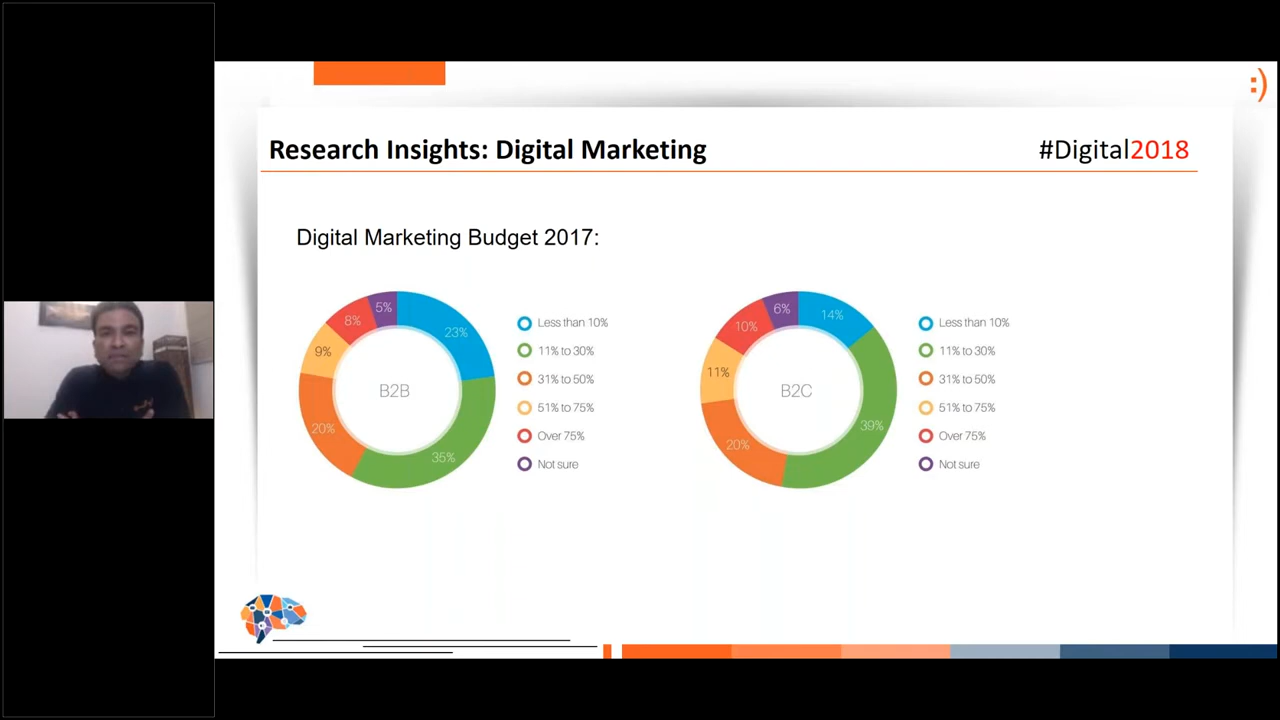 :)
Research Insights: Digital Marketing
#Digital2018
Digital Marketing Budget 2017:
5%
8%
23%
9%
20%
35%
B2B
Less than 10%
11% to 30%
31% to 50%
51% to 75%
Over 75%
Not sure
6%
14%
10%
11%
39%
20%
B2C
Less than 10%
11% to 30%
31% to 50%
51% to 75%
Over 75%
Not sure